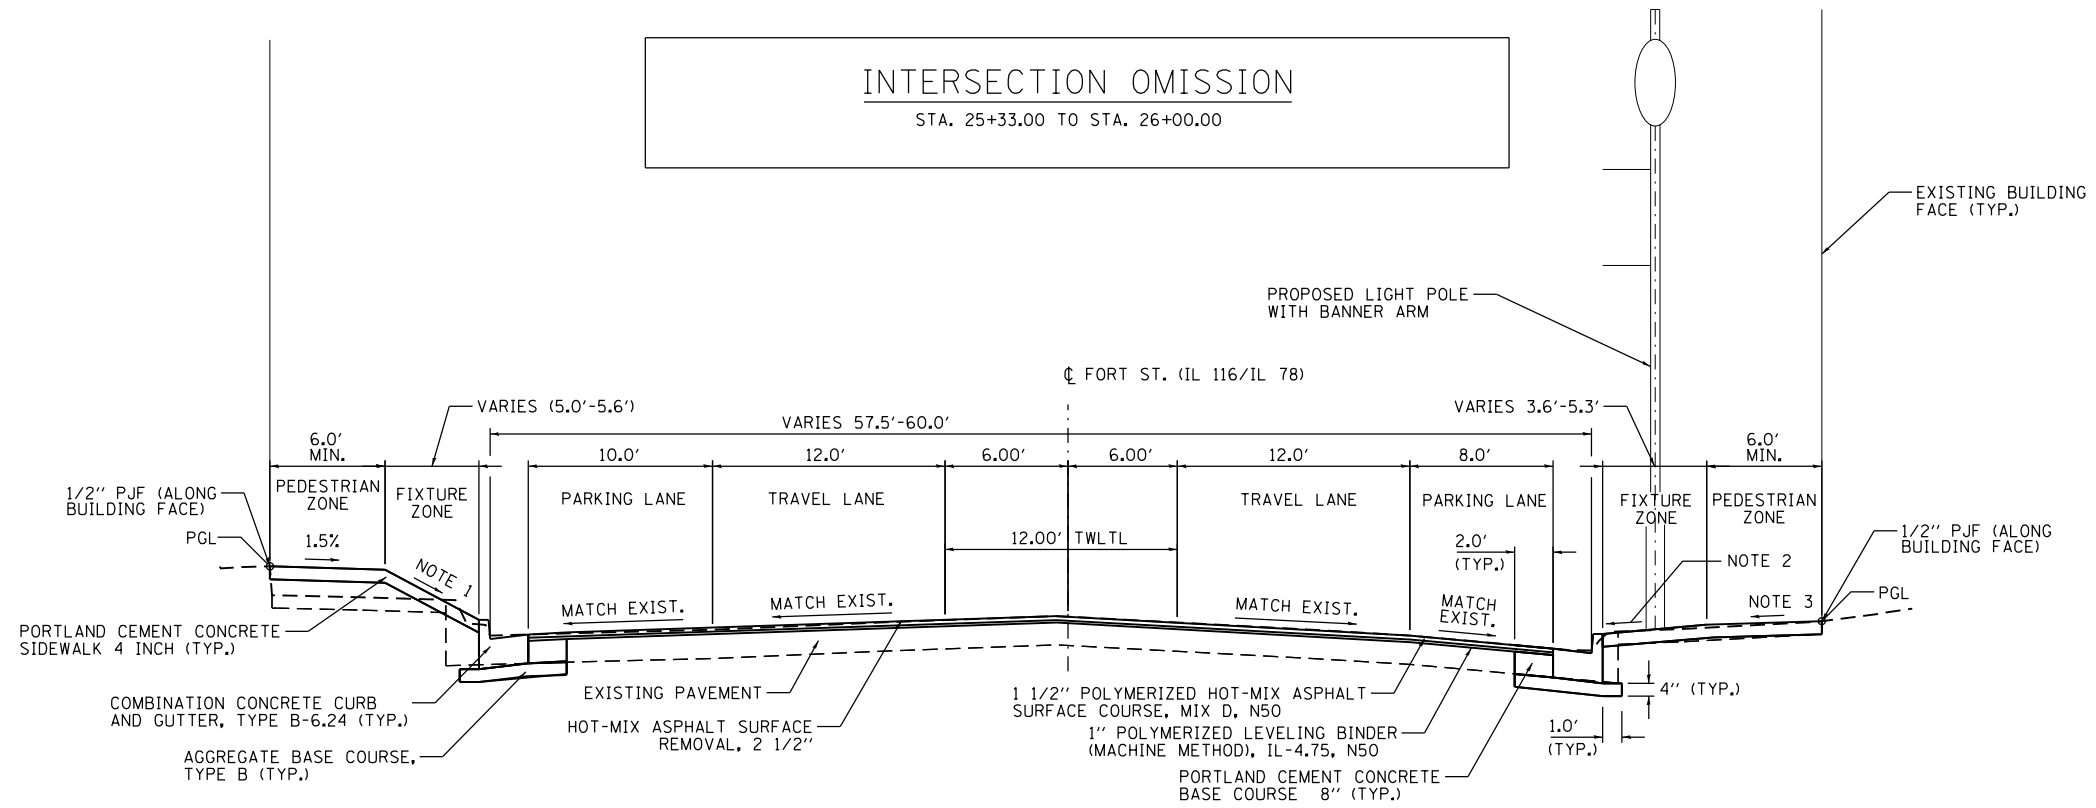 INTERSECTION OMISSION
STA. 25+33.00 TO STA. 26+00.00
EXISTING BUILDING
FACE (TYP.)
PROPOSED LIGHT POLE
WITH BANNER ARM
℄ FORT ST. (IL 116/IL 78)
VARIES (5.0'-5.6')
VARIES 57.5'-60.0'
VARIES 3.6'-5.3'
6.0'
MIN.
10.0'
12.0'
6.00'
6.00'
12.0'
8.0'
6.0'
MIN.
1/2" PJF (ALONG
BUILDING FACE)
PEDESTRIAN
ZONE
FIXTURE
ZONE
PARKING LANE
TRAVEL LANE
TRAVEL LANE
PARKING LANE
FIXTURE
ZONE
PEDESTRIAN
ZONE
1/2" PJF (ALONG
BUILDING FACE)
PGL
1.5%
12.00' TWLTL
2.0'
(TYP.)
NOTE 1
NOTE 2
NOTE 3
PGL
MATCH EXIST.
MATCH EXIST.
MATCH EXIST.
MATCH
EXIST.
PORTLAND CEMENT CONCRETE
SIDEWALK 4 INCH (TYP.)
COMBINATION CONCRETE CURB
AND GUTTER, TYPE B-6.24 (TYP.)
AGGREGATE BASE COURSE,
TYPE B (TYP.)
EXISTING PAVEMENT
HOT-MIX ASPHALT SURFACE
REMOVAL, 2 1/2"
1 1/2" POLYMERIZED HOT-MIX ASPHALT
SURFACE COURSE, MIX D, N50
1" POLYMERIZED LEVELING BINDER
(MACHINE METHOD), IL-4.75, N50
PORTLAND CEMENT CONCRETE
BASE COURSE 8" (TYP.)
4" (TYP.)
1.0'
(TYP.)